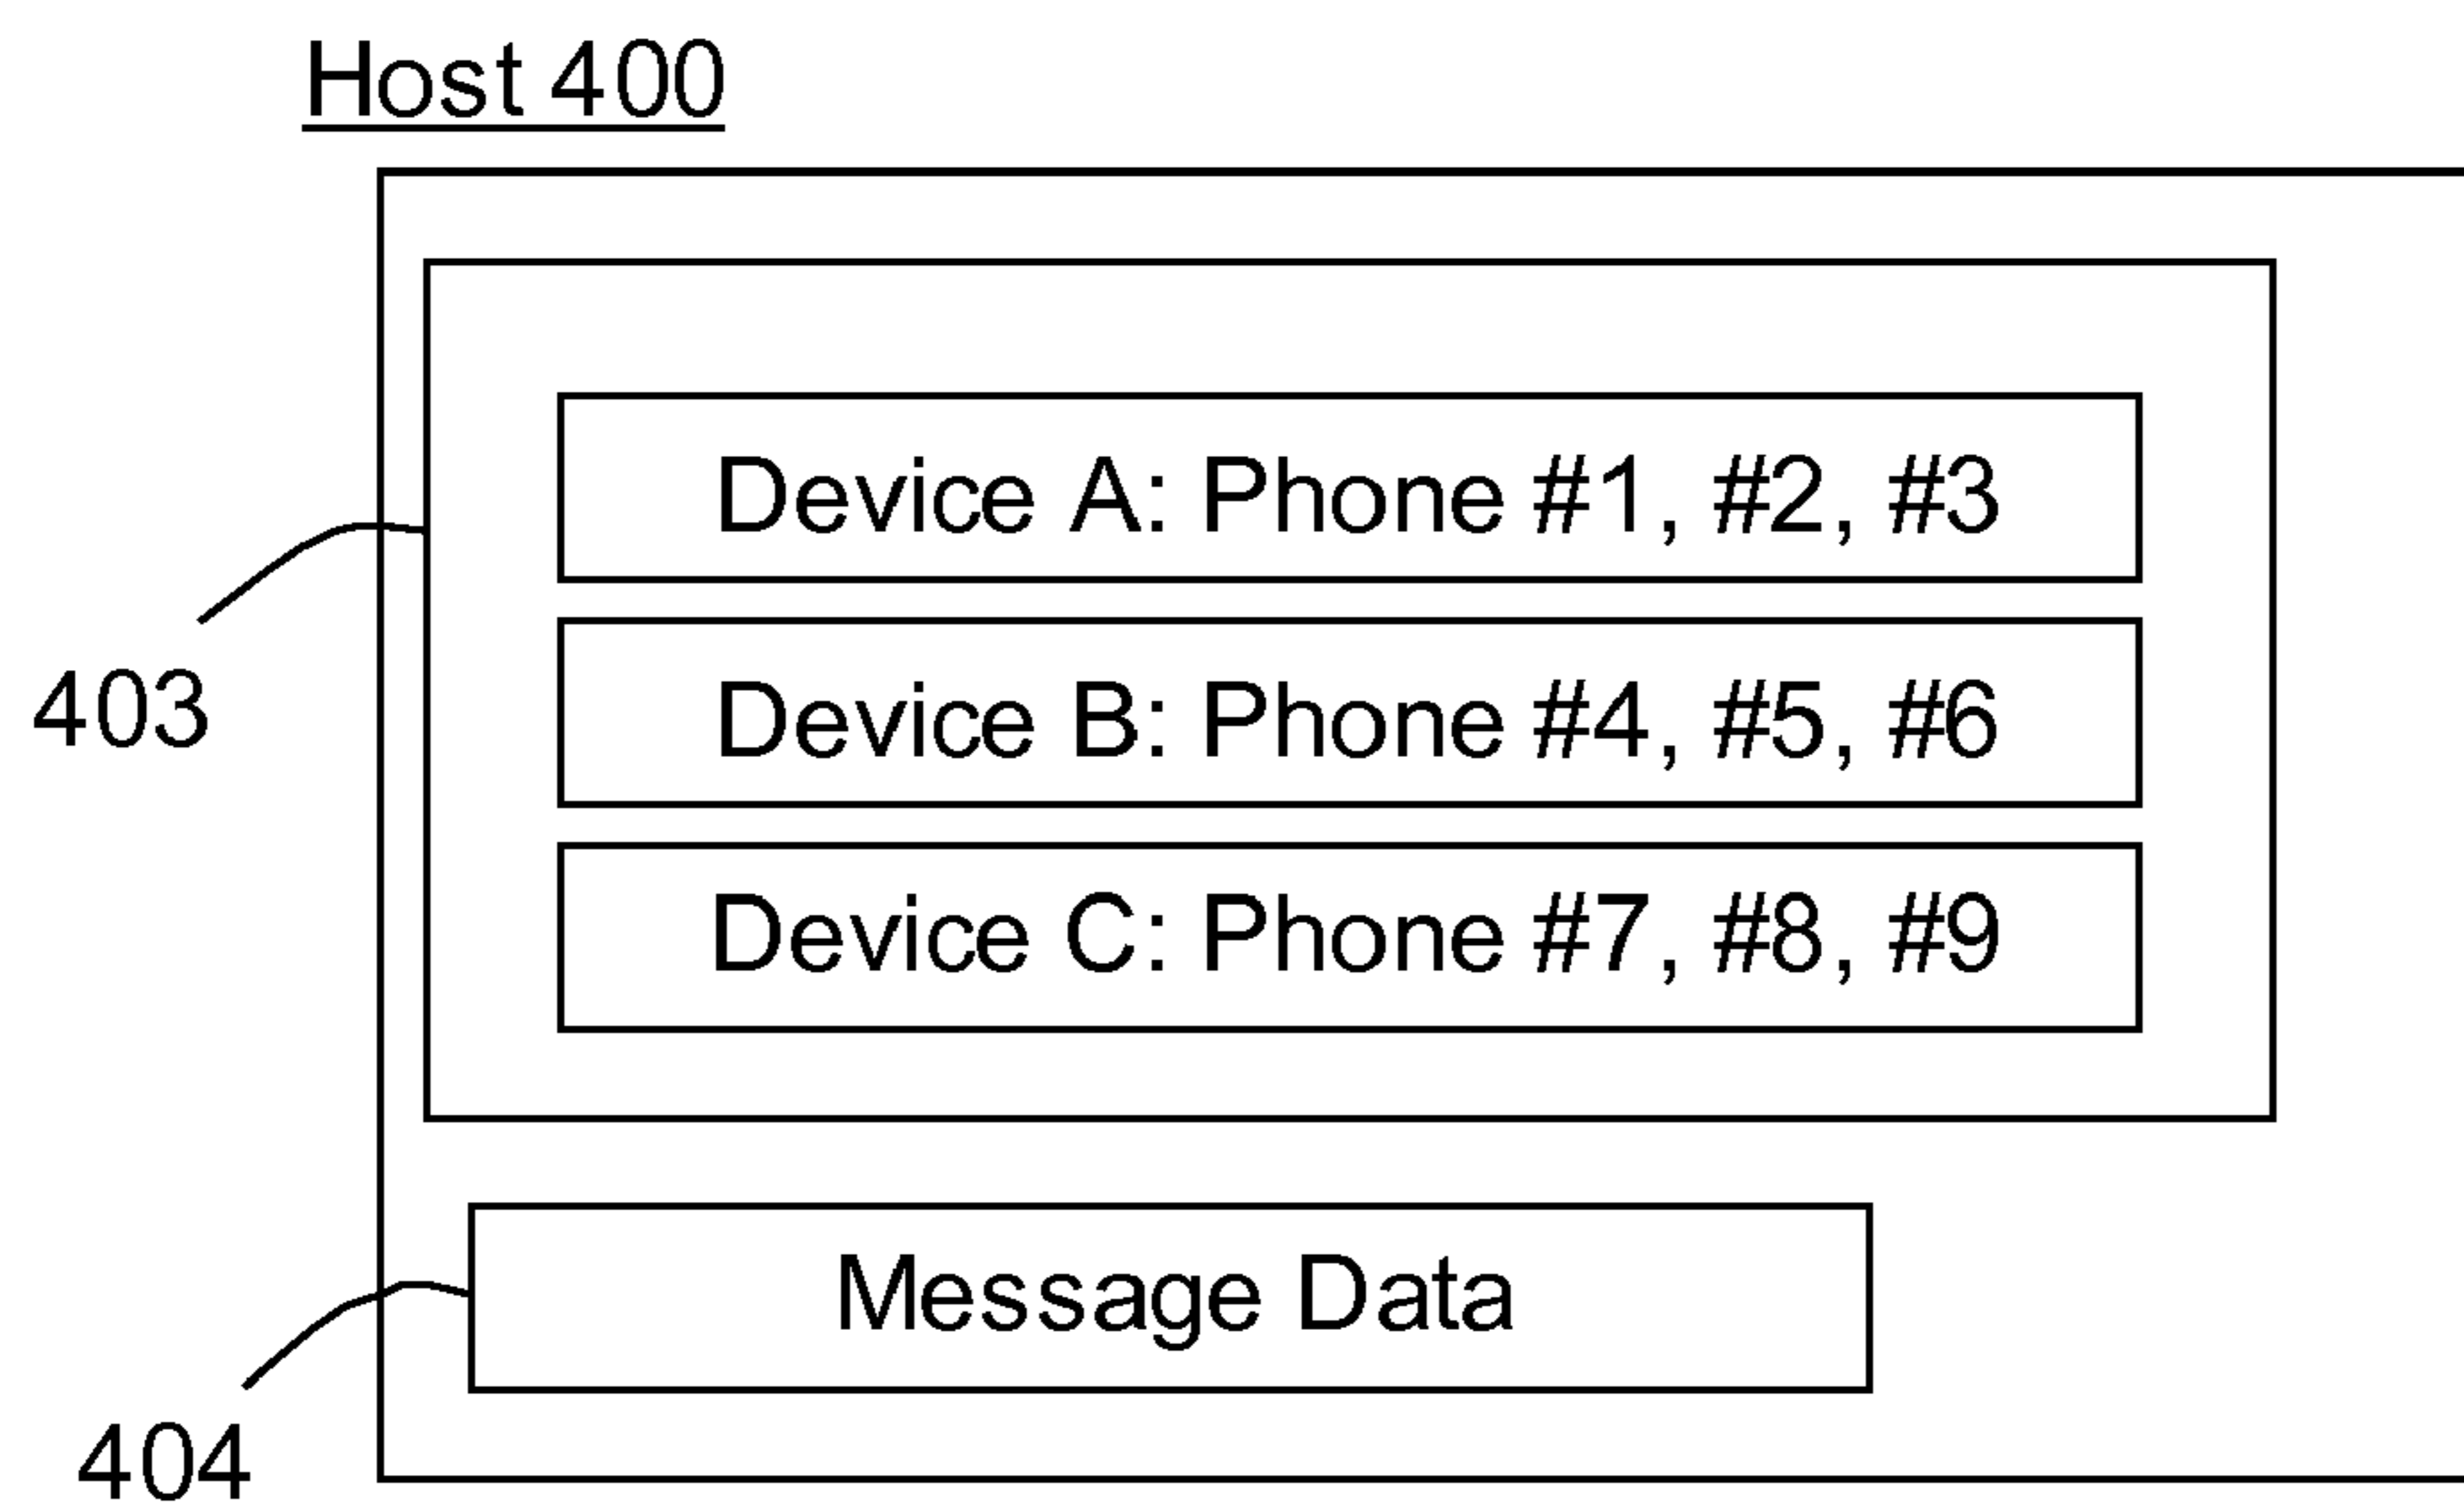 Host 400
Device A: Phone #1, #2, #3
403
Device B: Phone #4, #5, #6
Device C: Phone #7, #8, #9
Message Data
404